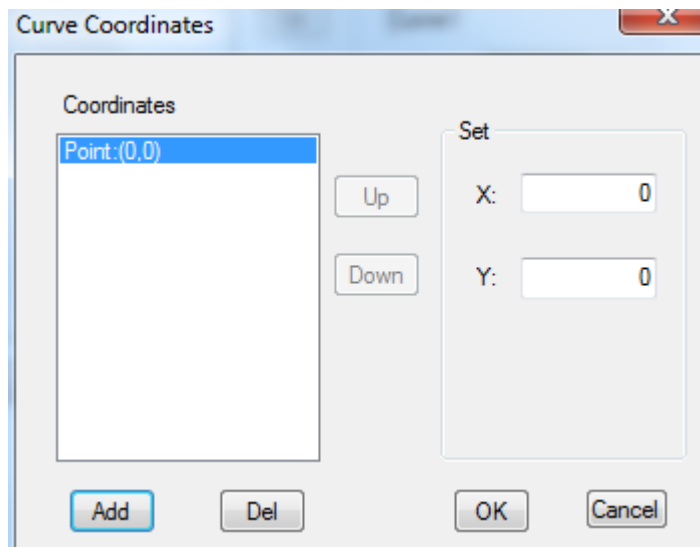 Curve Coordinates
Coordinates
Point:(0,0)
Up
Down
Set
X: 0
Y: 0
Add
Del
OK
Cancel